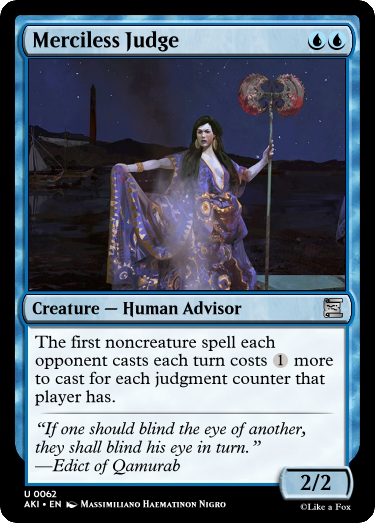 Merciless Judge
Creature — Human Advisor
The first noncreature spell each
opponent casts each turn costs 1 more
to cast for each judgment counter that
player has.
“If one should blind the eye of another,
they shall blind his eye in turn.”
—Edict of Qamurab
2/2
U 0062
AKI • EN Massimiliano Haematinon Nigro
©Like a Fox